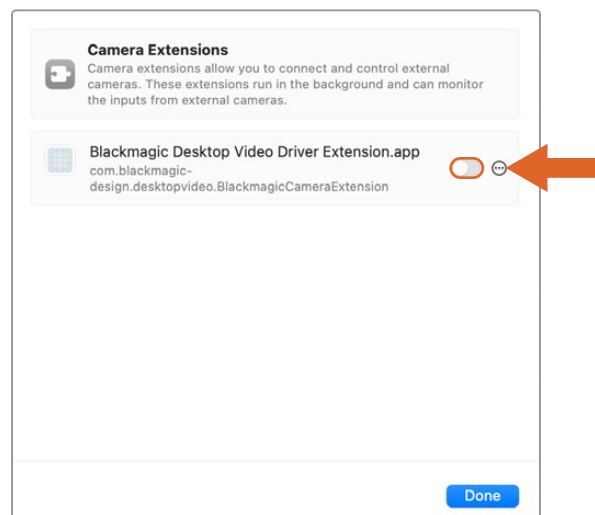 Camera Extensions
Camera extensions allow you to connect and control external
cameras. These extensions run in the background and can monitor
the inputs from external cameras.
Blackmagic Desktop Video Driver Extension.app
com.blackmagic-
design.desktopvideo.BlackmagicCameraExtension
Done